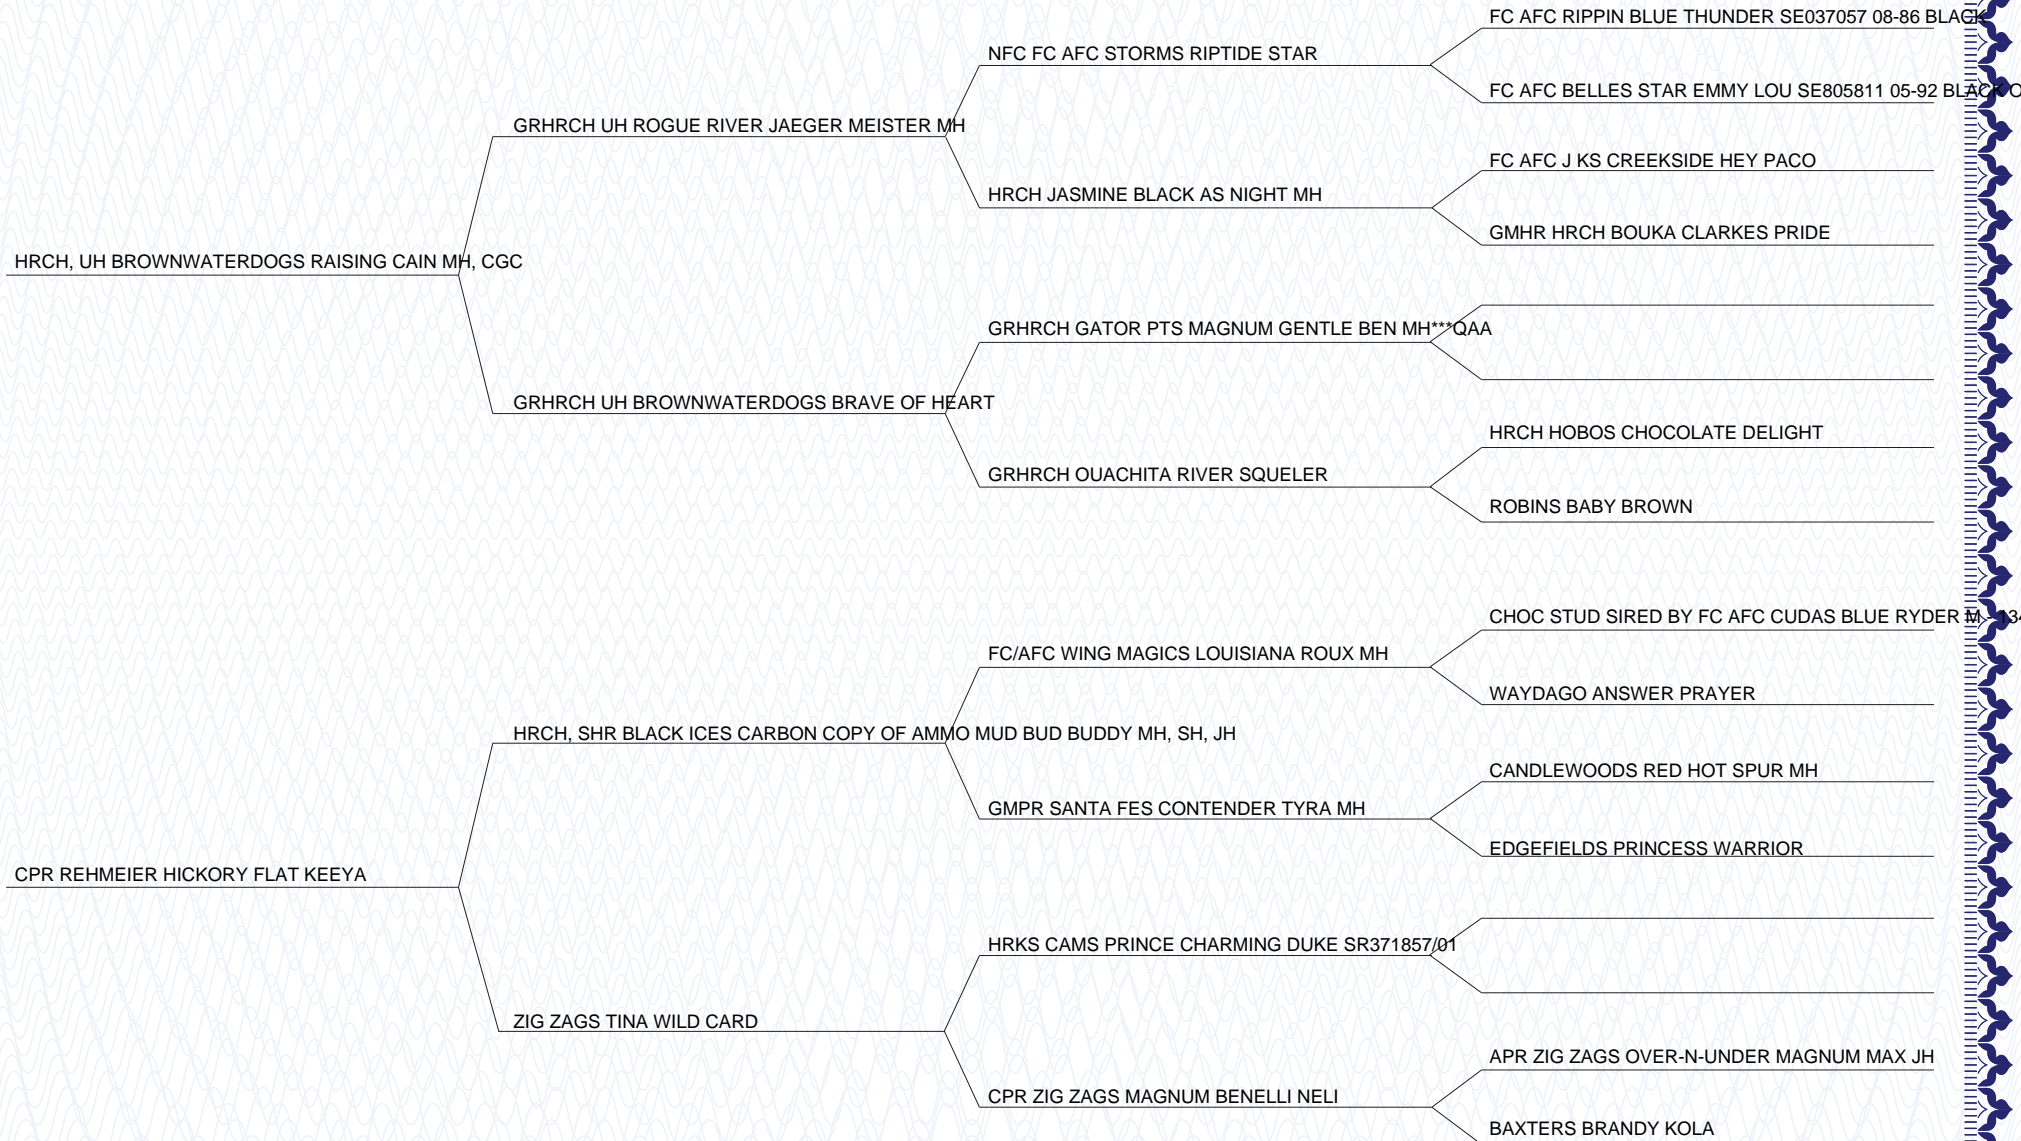 FC AFC RIPPIN BLUE THUNDER SE037057 08-86 BLACK
NFC FC AFC STORMS RIPTIDE STAR
FC AFC BELLES STAR EMMY LOU SE805811 05-92 BLACK
GRHRCH UH ROGUE RIVER JAEGER MEISTER MH
FC AFC J KS CREEKSIDE HEY PACO
HRCH JASMINE BLACK AS NIGHT MH
GMHR HRCH BOUKA CLARKES PRIDE
HRCH, UH BROWNWATERDOGS RAISING CAIN MH, CGC
GRHRCH GATOR PTS MAGNUM GENTLE BEN MH***QAA
GRHRCH UH BROWNWATERDOGS BRAVE OF HEART
HRCH HOBOS CHOCOLATE DELIGHT
GRHRCH OUACHITA RIVER SQUELER
ROBINS BABY BROWN
CHOC STUD SIRED BY FC AFC CUDAS BLUE RYDER M -
FC/AFC WING MAGICS LOUISIANA ROUX MH
WAYDAGO ANSWER PRAYER
HRCH, SHR BLACK ICES CARBON COPY OF AMMO MUD BUD BUDDY MH, SH, JH
CANDLEWOODS RED HOT SPUR MH
GMPR SANTA FES CONTENDER TYRA MH
EDGEFIELDS PRINCESS WARRIOR
CPR REHMEIER HICKORY FLAT KEEYA
HRKS CAMS PRINCE CHARMING DUKE SR371857/01
ZIG ZAGS TINA WILD CARD
APR ZIG ZAGS OVER-N-UNDER MAGNUM MAX JH
CPR ZIG ZAGS MAGNUM BENELLI NELI
BAXTERS BRANDY KOLA